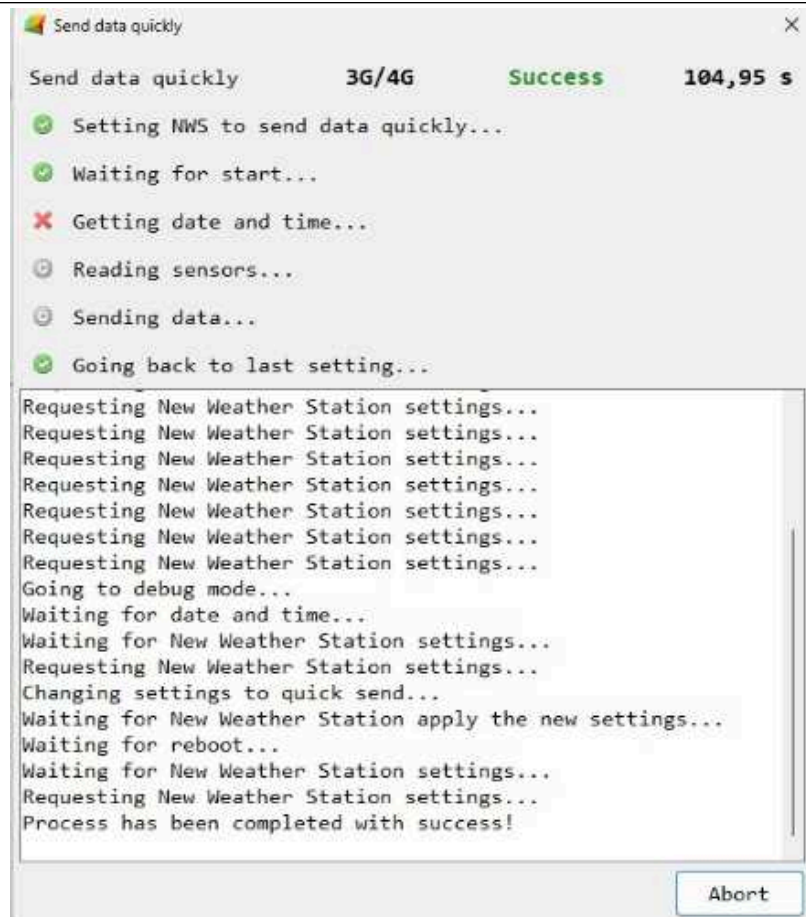 Send data quickly
Send data quickly 3G/4G Success 104,95 s
Setting NWS to send data quickly...
Waiting for start...
Getting date and time...
Reading sensors...
Sending data...
Going back to last setting...
Requesting New Weather Station settings...
Requesting New Weather Station settings...
Requesting New Weather Station settings...
Requesting New Weather Station settings...
Requesting New Weather Station settings...
Requesting New Weather Station settings...
Requesting New Weather Station settings...
Going to debug mode...
Waiting for date and time...
Waiting for New Weather Station settings...
Requesting New Weather Station settings...
Changing settings to quick send...
Waiting for New Weather Station apply the new settings...
Waiting for reboot...
Waiting for New Weather Station settings...
Requesting New Weather Station settings...
Process has been completed with success!
Abort